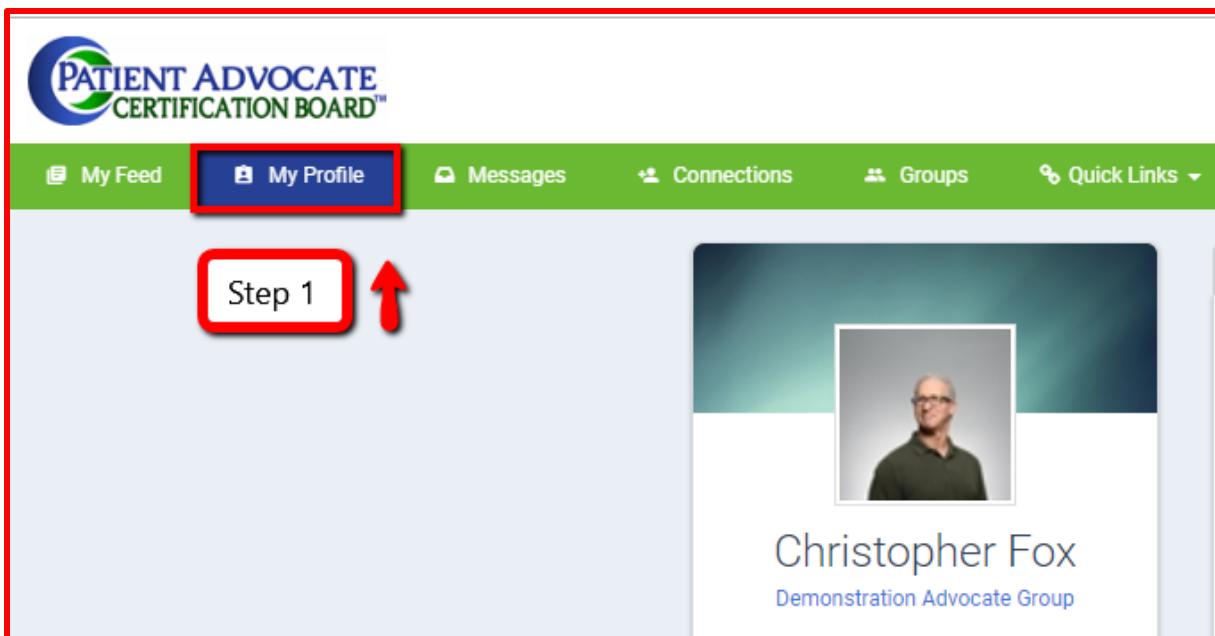 PATIENT ADVOCATE
CERTIFICATION BOARD™
My Feed My Profile Messages Connections Groups Quick Links
Step 1
Christopher Fox
Demonstration Advocate Group